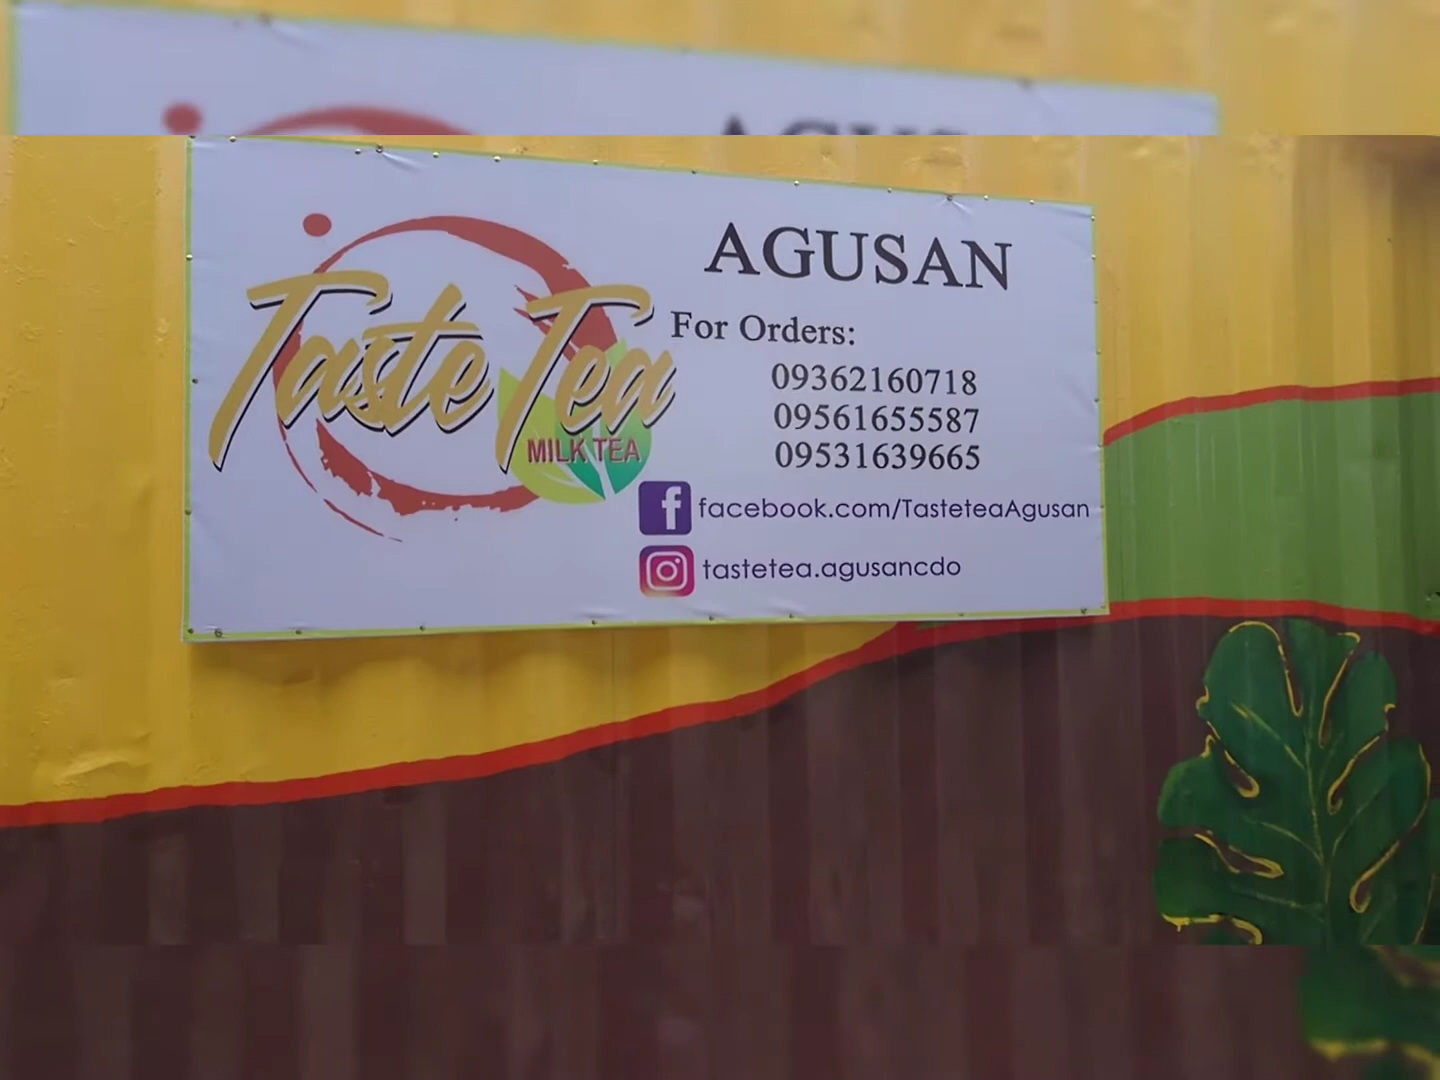 Taste Tea
MILK TEA
AGUSAN
For Orders:
09362160718
09561655587
09531639665
facebook.com/TasteteaAgusan
tastetea.agusancdo